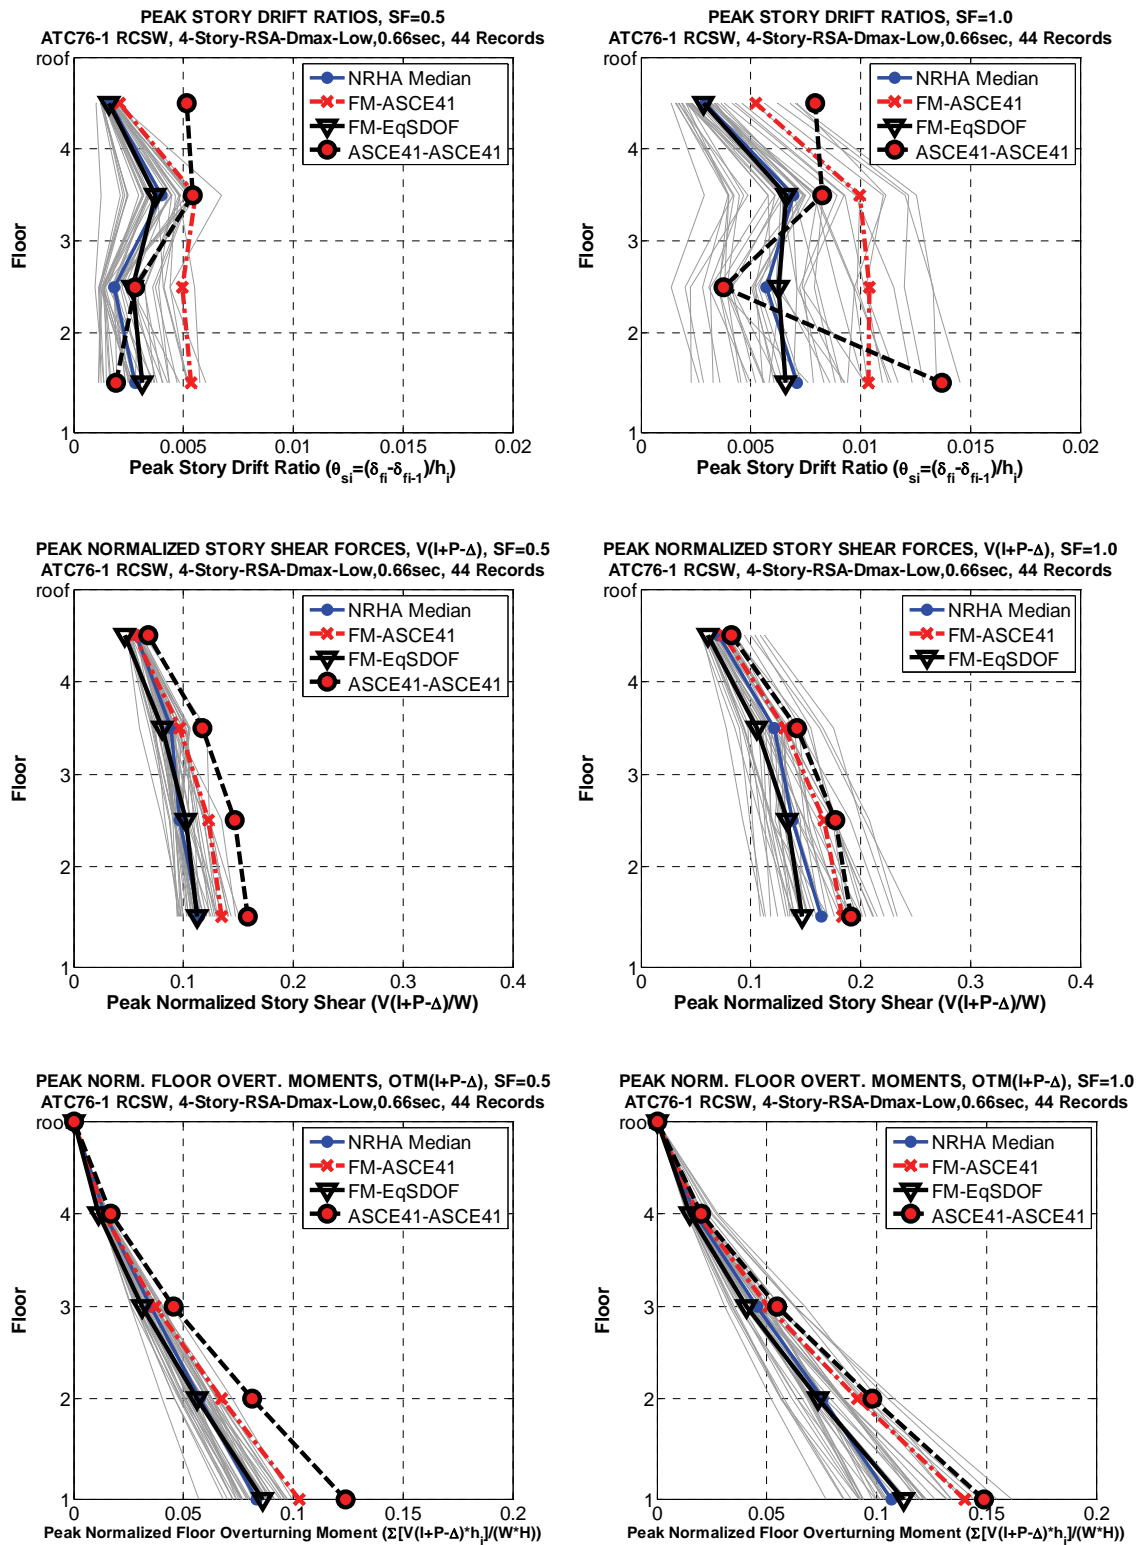 PEAK STORY DRIFT RATIOS, SF=0.5
ATC76-1 RCSW, 4-Story-RSA-Dmax-Low,0.66sec, 44 Records
roof
4
3
2
1
Floor
NRHA Median
FM-ASCE41
FM-EqSDOF
ASCE41-ASCE41
0 0.005 0.01 0.015 0.02
Peak Story Drift Ratio (θsi=(δfi-δfi-1)/hi)
PEAK STORY DRIFT RATIOS, SF=1.0
ATC76-1 RCSW, 4-Story-RSA-Dmax-Low,0.66sec, 44 Records
roof
4
3
2
1
Floor
NRHA Median
FM-ASCE41
FM-EqSDOF
ASCE41-ASCE41
0 0.005 0.01 0.015 0.02
Peak Story Drift Ratio (θsi=(δfi-δfi-1)/hi)
PEAK NORMALIZED STORY SHEAR FORCES, V(I+P-Δ), SF=0.5
ATC76-1 RCSW, 4-Story-RSA-Dmax-Low,0.66sec, 44 Records
roof
4
3
2
1
Floor
NRHA Median
FM-ASCE41
FM-EqSDOF
ASCE41-ASCE41
0 0.1 0.2 0.3 0.4
Peak Normalized Story Shear (V(I+P-Δ)/W)
PEAK NORMALIZED STORY SHEAR FORCES, V(I+P-Δ), SF=1.0
ATC76-1 RCSW, 4-Story-RSA-Dmax-Low,0.66sec, 44 Records
roof
4
3
2
1
Floor
NRHA Median
FM-ASCE41
FM-EqSDOF
0 0.1 0.2 0.3 0.4
Peak Normalized Story Shear (V(I+P-Δ)/W)
PEAK NORM. FLOOR OVERT. MOMENTS, OTM(I+P-Δ), SF=0.5
ATC76-1 RCSW, 4-Story-RSA-Dmax-Low,0.66sec, 44 Records
roof
4
3
2
1
Floor
NRHA Median
FM-ASCE41
FM-EqSDOF
ASCE41-ASCE41
0 0.05 0.1 0.15 0.2
Peak Normalized Floor Overturning Moment (Σ[V(I+P-Δ)*hi]/(W*H))
PEAK NORM. FLOOR OVERT. MOMENTS, OTM(I+P-Δ), SF=1.0
ATC76-1 RCSW, 4-Story-RSA-Dmax-Low,0.66sec, 44 Records
roof
4
3
2
1
Floor
NRHA Median
FM-ASCE41
FM-EqSDOF
ASCE41-ASCE41
0 0.05 0.1 0.15 0.2
Peak Normalized Floor Overturning Moment (Σ[V(I+P-Δ)*hi]/(W*H))